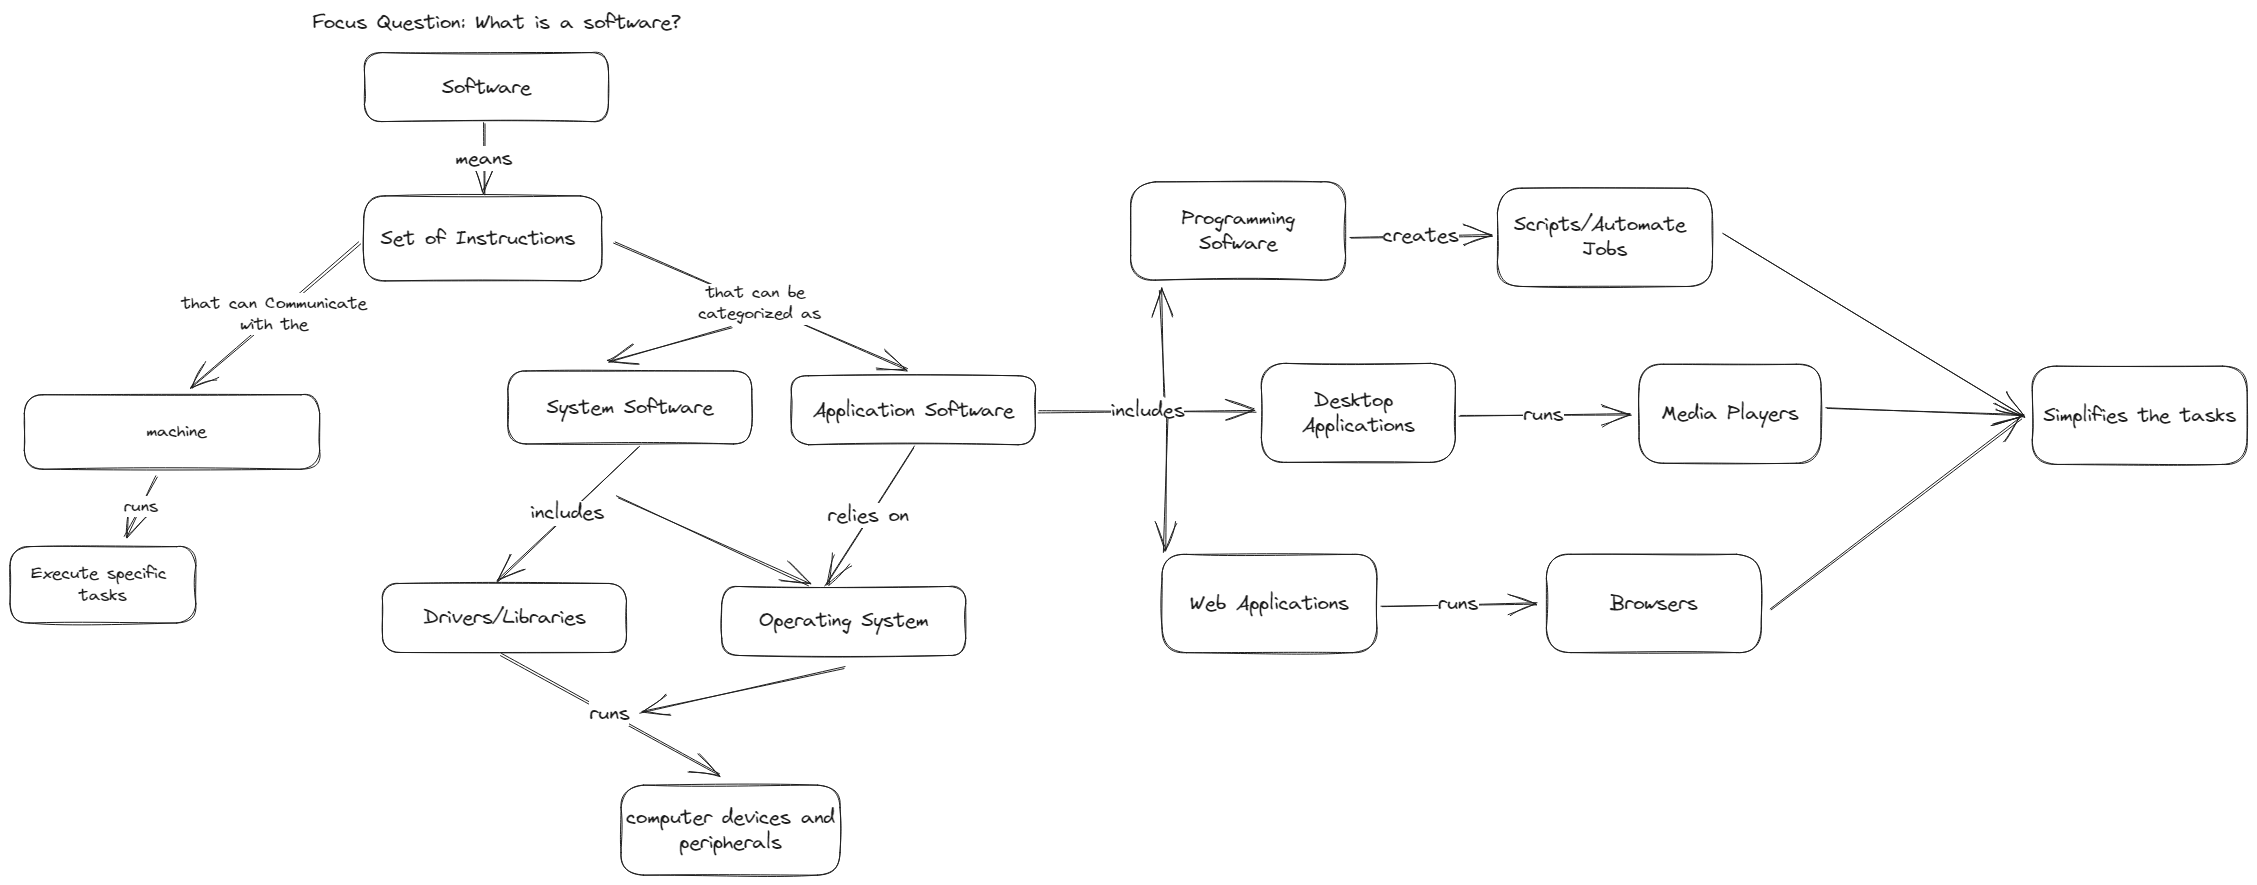 Focus Question: What is a software?
Software
means
Set of Instructions
that can Communicate
with the
machine
runs
Execute specific
tasks
that can be
categorized as
System Software
includes
Drivers/Libraries
Application Software
relies on
Operating System
runs
computer devices and
peripherals
includes
Programming
Sofware
creates
Scripts/Automate
Jobs
Desktop
Applications
runs
Media Players
Web Applications
runs
Browsers
Simplifies the tasks